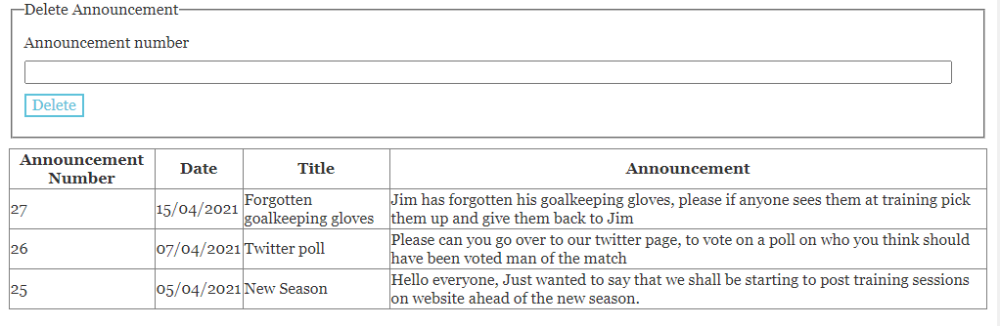 Delete Announcement
Announcement number
Delete
Announcement Number Date Title Announcement
27 15/04/2021 Forgotten goalkeeping gloves Jim has forgotten his goalkeeping gloves, please if anyone sees them at training pick them up and give them back to Jim
26 07/04/2021 Twitter poll Please can you go over to our twitter page, to vote on a poll on who you think should have been voted man of the match
25 05/04/2021 New Season Hello everyone, Just wanted to say that we shall be starting to post training sessions on website ahead of the new season.